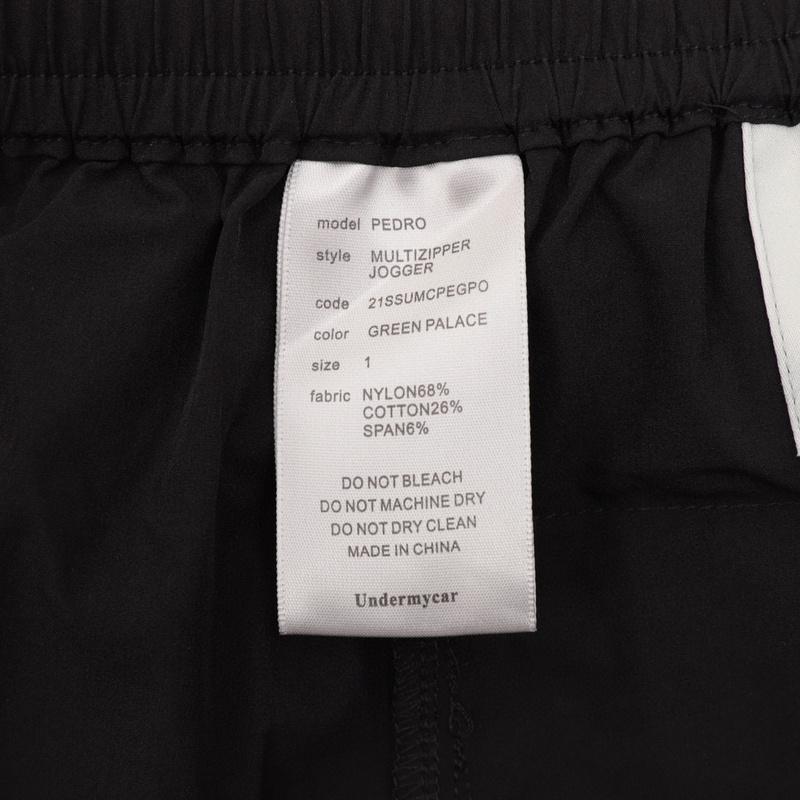 model PEDRO
style MULTIZIPPER
JOGGER
code 21SSUMCPEGPO
color GREEN PALACE
size 1
fabric NYLON68%
COTTON26%
SPAN6%
DO NOT BLEACH
DO NOT MACHINE DRY
DO NOT DRY CLEAN
MADE IN CHINA
Undermycar